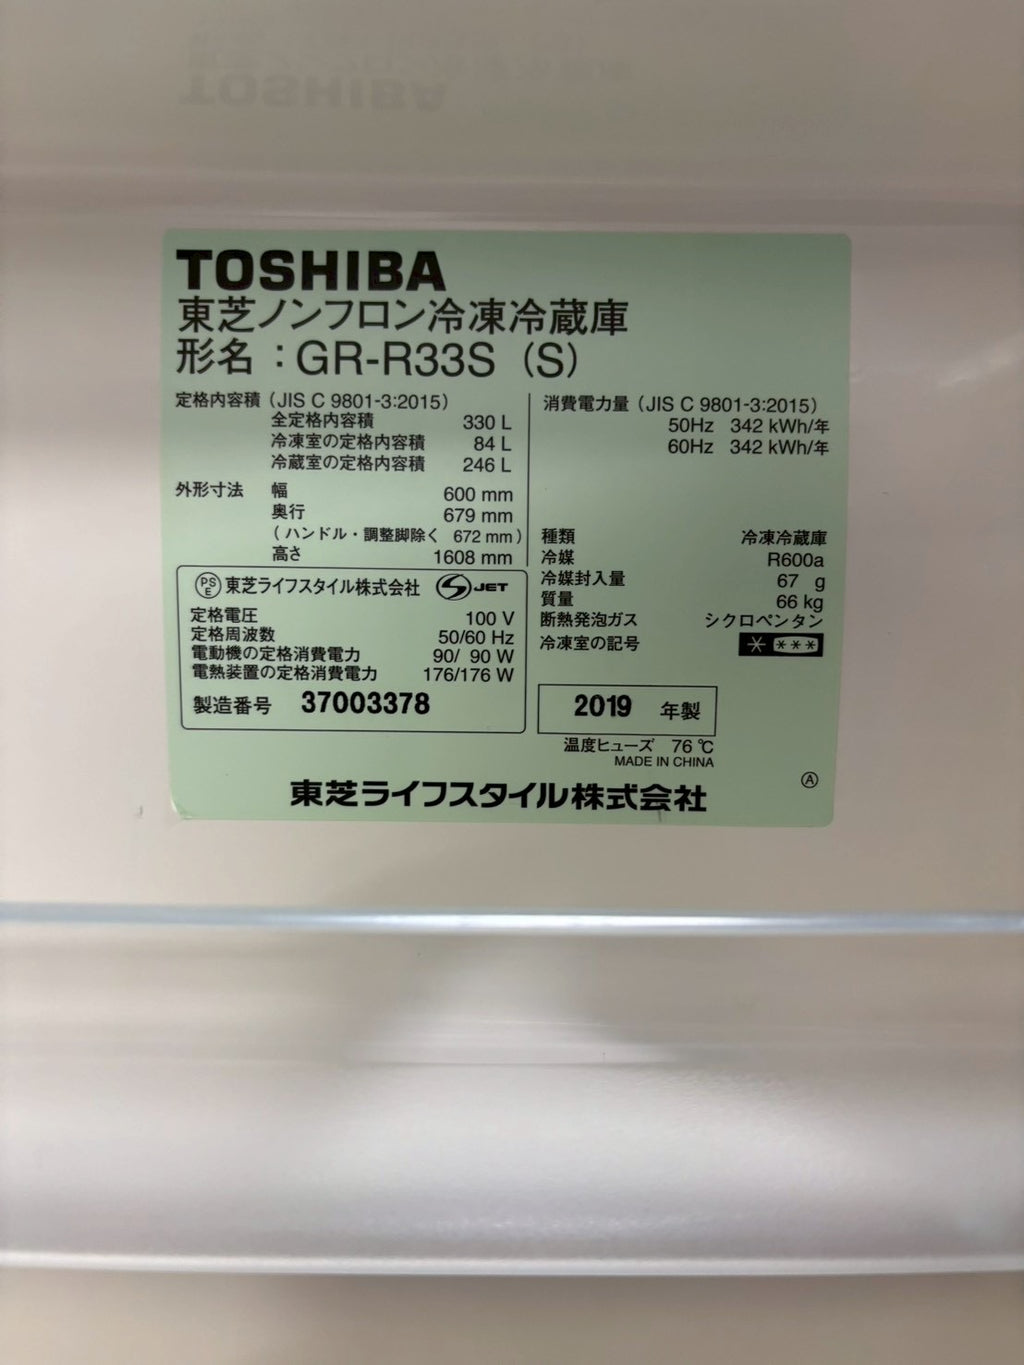 TOSHIBA
東芝ノンフロン冷凍冷蔵庫
形名：GR-R33S（S）
定格内容積（JIS C 9801-3:2015）
全定格内容積 330 L
冷凍室の定格内容積 84 L
冷蔵室の定格内容積 246 L
外形寸法 幅 600 mm
奥行 679 mm
（ハンドル・調整脚除く 672 mm）
高さ 1608 mm
PSE 東芝ライフスタイル株式会社 S JET
定格電圧 100 V
定格周波数 50/60 Hz
電動機の定格消費電力 90/ 90 W
電熱装置の定格消費電力 176/176 W
製造番号 37003378
消費電力量（JIS C 9801-3:2015）
50Hz 342 kWh/年
60Hz 342 kWh/年
種類 冷凍冷蔵庫
冷媒 R600a
冷媒封入量 67 g
質量 66 kg
断熱発泡ガス シクロペンタン
冷凍室の記号 * ***
2019 年製
温度ヒューズ 76 ℃
MADE IN CHINA
Ⓐ
東芝ライフスタイル株式会社